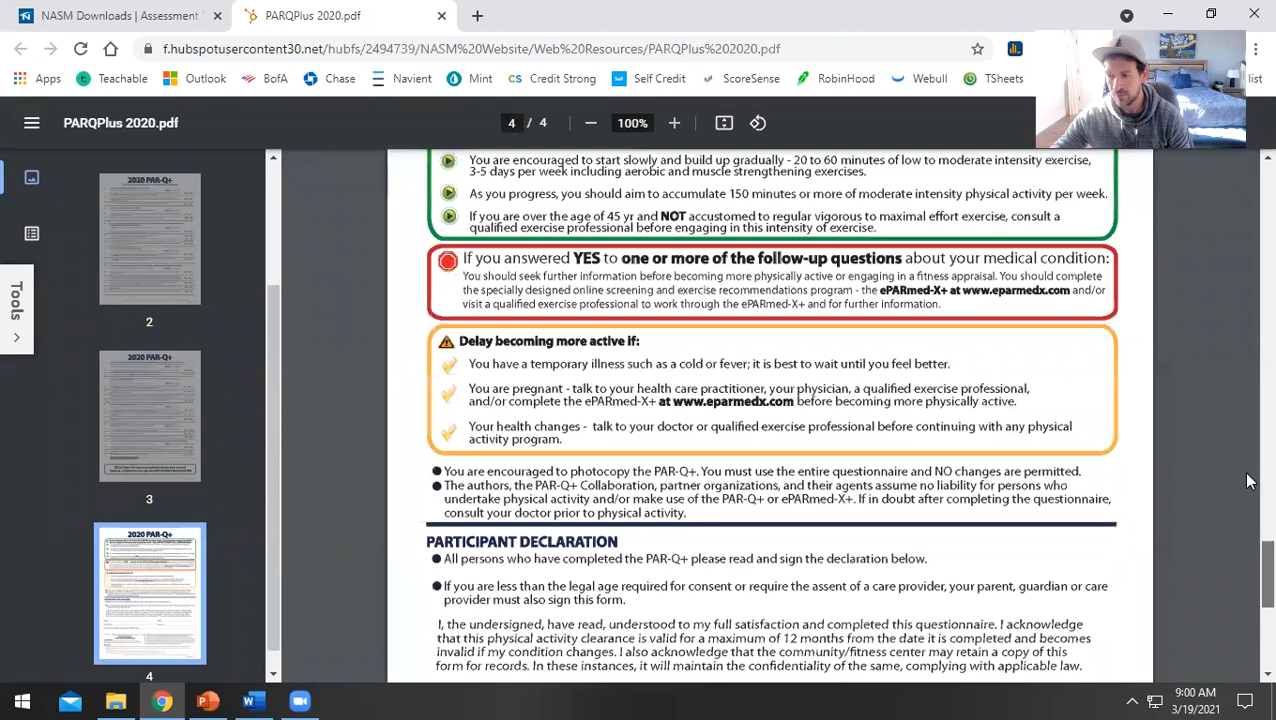 NASM (Downloads) | Assessment
PARQPlus 2020.pdf
f.hubspotusercontent30.net/hubfs/2494739/NASM%20Website/Web%20Resources/PARQPlus%202020.pdf
Apps
Teachable
Outlook
BofA
Chase
Navient
Mint
CS Credit Strong
Self Credit
ScoreSense
RobinHood
Webull
TSheets
PARQPlus 2020.pdf
4 / 4
100%
Tools
2020 PAR-Q+
2
2020 PAR-Q+
3
2020 PAR-Q+
4
You are encouraged to start slowly and build up gradually - 20 to 60 minutes of low to moderate intensity exercise,
3-5 days per week including aerobic and muscle strengthening exercises.
As you progress, you should aim to accumulate 150 minutes or more of moderate intensity physical activity per week.
If you are over the age of 45 yr and NOT accustomed to regular vigorous to maximal effort exercise, consult a
qualified exercise professional before engaging in this intensity of exercise.
If you answered YES to one or more of the follow-up questions about your medical condition:
You should seek further information before becoming more physically active or engaging in a fitness appraisal. You should complete
the specially designed online screening and exercise recommendations program - the ePARmed-X+ at www.eparmedx.com and/or
visit a qualified exercise professional to work through the ePARmed-X+ and for further information.
Delay becoming more active if:
You have a temporary illness such as a cold or fever; it is best to wait until you feel better.
You are pregnant - talk to your health care practitioner, your physician, a qualified exercise professional,
and/or complete the ePARmed-X+ at www.eparmedx.com before becoming more physically active.
Your health changes - talk to your doctor or qualified exercise professional before continuing with any physical
activity program.
You are encouraged to photocopy the PAR-Q+. You must use the entire questionnaire and NO changes are permitted.
The authors, the PAR-Q+ Collaboration, partner organizations, and their agents assume no liability for persons who
undertake physical activity and/or make use of the PAR-Q+ or ePARmed-X+. If in doubt after completing the questionnaire,
consult your doctor prior to physical activity.
PARTICIPANT DECLARATION
All persons who have completed the PAR-Q+ please read and sign the declaration below.
If you are less than the legal age required for consent or require the assent of a care provider, your parent, guardian or care
provider must also sign this form.
I, the undersigned, have read, understood to my full satisfaction and completed this questionnaire. I acknowledge
that this physical activity clearance is valid for a maximum of 12 months from the date it is completed and becomes
invalid if my condition changes. I also acknowledge that the community/fitness center may retain a copy of this
form for records. In these instances, it will maintain the confidentiality of the same, complying with applicable law.
9:00 AM
3/19/2021